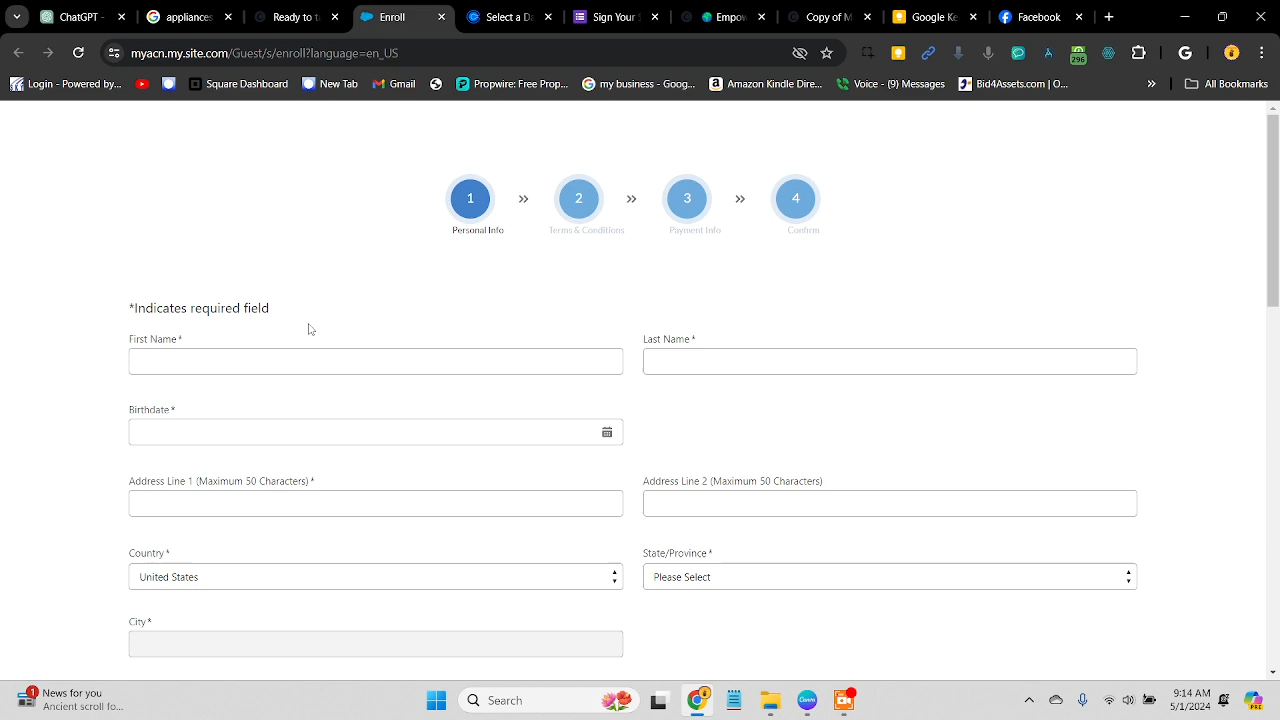 ChatGPT -
appliances
Ready to ta
Enroll
Select a Da
Sign Your S
Empow
Copy of M
Google Ke
Facebook
mycn.my.site.com/Guest/s/enroll?language=en_US
296
Login - Powered by...
Square Dashboard
New Tab
Gmail
Propwire: Free Prop...
my business - Goog...
Amazon Kindle Dire...
Voice - (9) Messages
Bid4Assets.com | O...
»
All Bookmarks
1 » 2 » 3 » 4
Personal Info
Terms & Conditions
Payment Info
Confirm
*Indicates required field
First Name *
Last Name *
Birthdate *
Address Line 1 (Maximum 50 Characters) *
Address Line 2 (Maximum 50 Characters)
Country *
State/Province *
United States
Please Select
City *
1
News for you
Ancient scroll fo...
Search
9:14 AM
5/1/2024